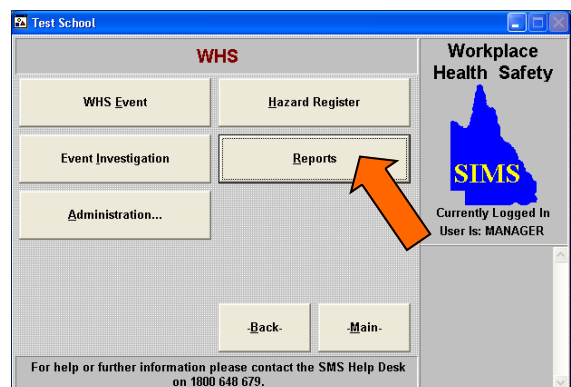 Test School
WHS
WHS Event
Hazard Register
Event Investigation
Reports
Administration...
-Back-
-Main-
For help or further information please contact the SMS Help Desk
on 1800 648 679.
Workplace
Health Safety
SIMS
Currently Logged In
User Is: MANAGER